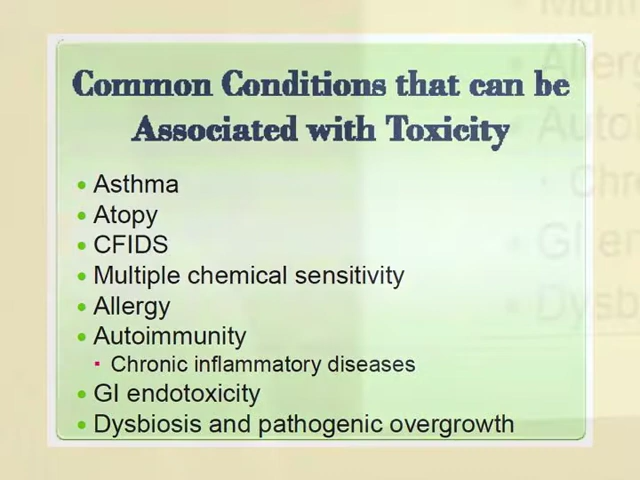 Common Conditions that can be
Associated with Toxicity
Asthma
Atopy
CFIDS
Multiple chemical sensitivity
Allergy
Autoimmunity
Chronic inflammatory diseases
GI endotoxicity
Dysbiosis and pathogenic overgrowth